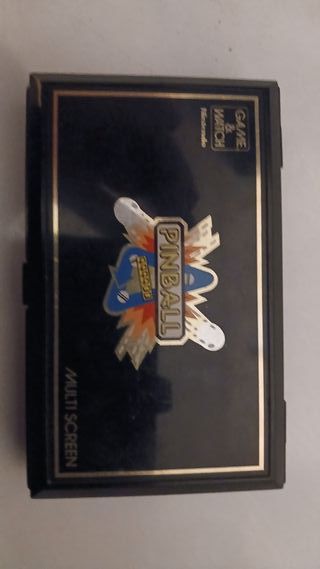 GAME
&
WATCH
Nintendo
PINBALL
MULTI SCREEN